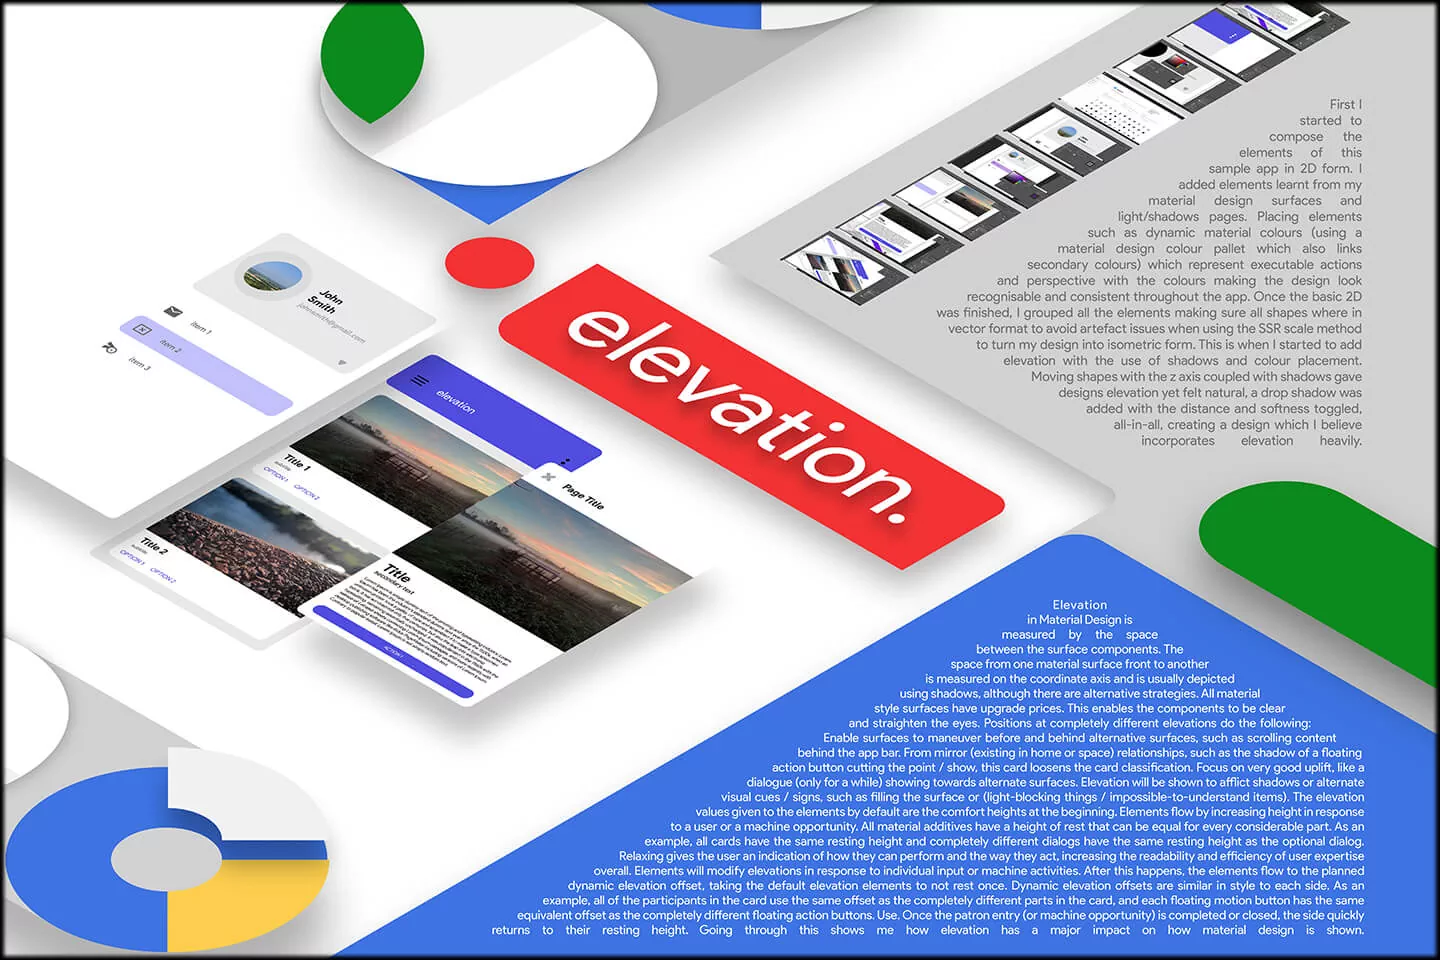 First I
started to
compose the
elements of this
sample app in 2D form. I
added elements learnt from my
material design surfaces and
light/shadows pages. Placing elements
such as dynamic material colours (using a
material design colour pallet which also links
secondary colours) which represent executable actions
and perspective with the colours making the design look
recognisable and consistent throughout the app. Once the basic 2D
was finished, I grouped all the elements making sure all shapes where in
vector format to avoid artefact issues when using the SSR scale method
to turn my design into isometric form. This is when I started to add
elevation with the use of shadows and colour placement.
Moving shapes with the z axis coupled with shadows gave
designs elevation yet felt natural, a drop shadow was
added with the distance and softness toggled,
all-in-all, creating a design which I believe
incorporates elevation heavily.
John
Smith
johnsmith@gmail.com
item 1
item 2
item 3
elevation
elevation.
Title 1
subtitle
OPTION 1 OPTION 2
Title 2
subtitle
OPTION 1 OPTION 2
Page Title
Title
secondary text
ACTION 1
Elevation
in Material Design is
measured by the space
between the surface components. The
space from one material surface front to another
is measured on the coordinate axis and is usually depicted
using shadows, although there are alternative strategies. All material
style surfaces have upgrade prices. This enables the components to be clear
and straighten the eyes. Positions at completely different elevations do the following:
Enable surfaces to maneuver before and behind alternative surfaces, such as scrolling content
behind the app bar. From mirror (existing in home or space) relationships, such as the shadow of a floating
action button cutting the point / show, this card loosens the card classification. Focus on very good uplift, like a
dialogue (only for a while) showing towards alternate surfaces. Elevation will be shown to afflict shadows or alternate
visual cues / signs, such as filling the surface or (light-blocking things / impossible-to-understand items). The elevation
values given to the elements by default are the comfort heights at the beginning. Elements flow by increasing height in response
to a user or a machine opportunity. All material additives have a height of rest that can be equal for every considerable part. As an
example, all cards have the same resting height and completely different dialogs have the same resting height as the optional dialog.
Relaxing gives the user an indication of how they can perform and the way they act, increasing the readability and efficiency of user expertise
overall. Elements will modify elevations in response to individual input or machine activities. After this happens, the elements flow to the planned
dynamic elevation offset, taking the default elevation elements to not rest once. Dynamic elevation offsets are similar in style to each side. As an
example, all of the participants in the card use the same offset as the completely different parts in the card, and each floating motion button has the same
equivalent offset as the completely different floating action buttons. Use. Once the patron entry (or machine opportunity) is completed or closed, the side quickly
returns to their resting height. Going through this shows me how elevation has a major impact on how material design is shown.